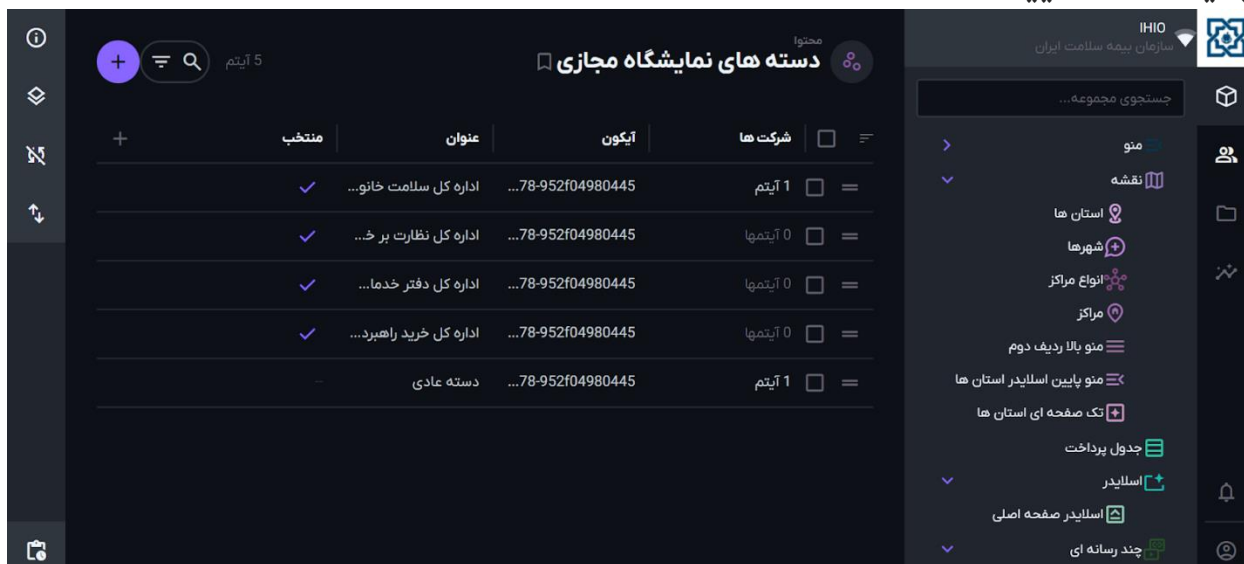 IHIO
سازمان بیمه سلامت ایران
جستجوی مجموعه...
منو
نقشه
استان ها
شهرها
انواع مراکز
مراکز
منو بالا ردیف دوم
منو پایین اسلایدر استان ها
تک صفحه ای استان ها
جدول پرداخت
اسلایدر
اسلایدر صفحه اصلی
چند رسانه ای
محتوا
دسته های نمایشگاه مجازی
5 آیتم
شرکت ها آیکون عنوان منتخب
1 آیتم ...78-952f04980445 اداره کل سلامت خانو...
0 آیتمها ...78-952f04980445 اداره کل نظارت بر خ...
0 آیتمها ...78-952f04980445 اداره کل دفتر خدما...
0 آیتمها ...78-952f04980445 اداره کل خرید راهبرد...
1 آیتم ...78-952f04980445 دسته عادی --